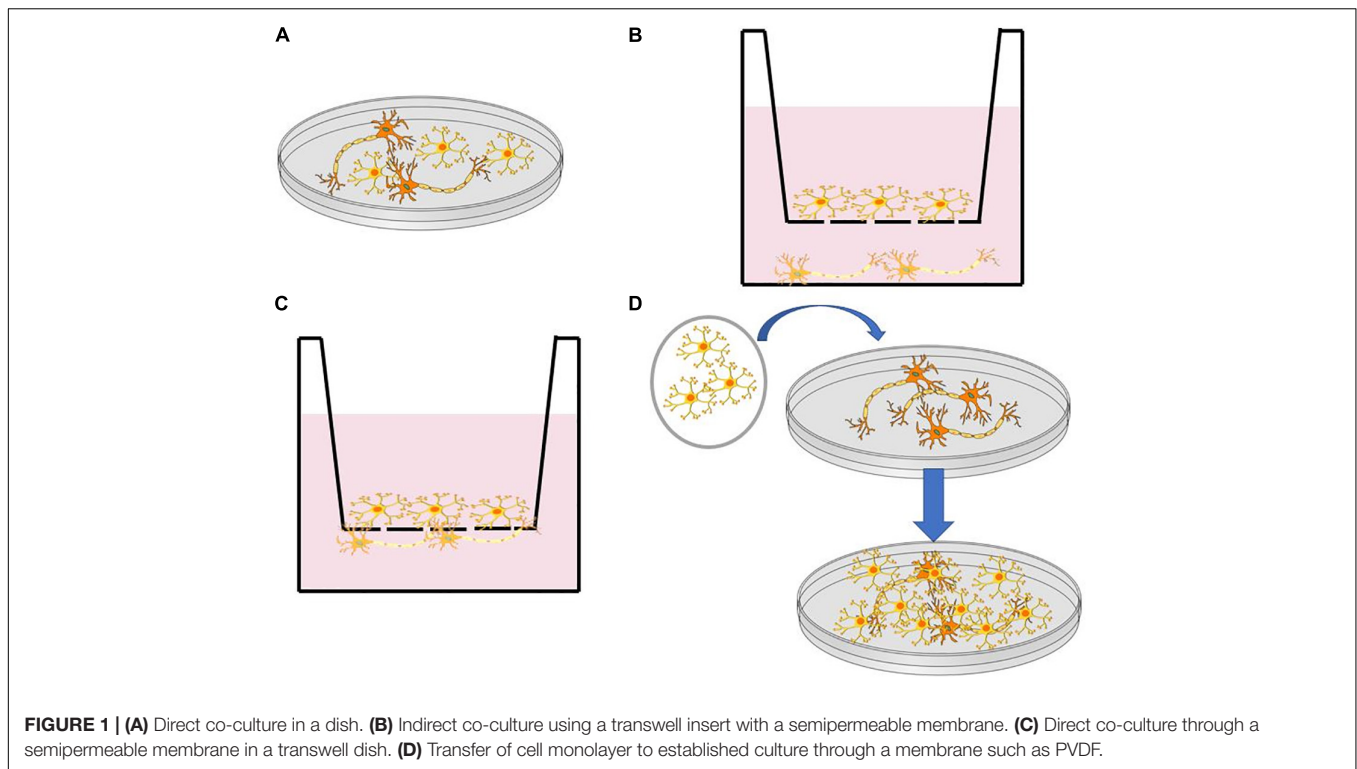 A
B
C
D
FIGURE 1 | (A) Direct co-culture in a dish. (B) Indirect co-culture using a transwell insert with a semipermeable membrane. (C) Direct co-culture through a
semipermeable membrane in a transwell dish. (D) Transfer of cell monolayer to established culture through a membrane such as PVDF.